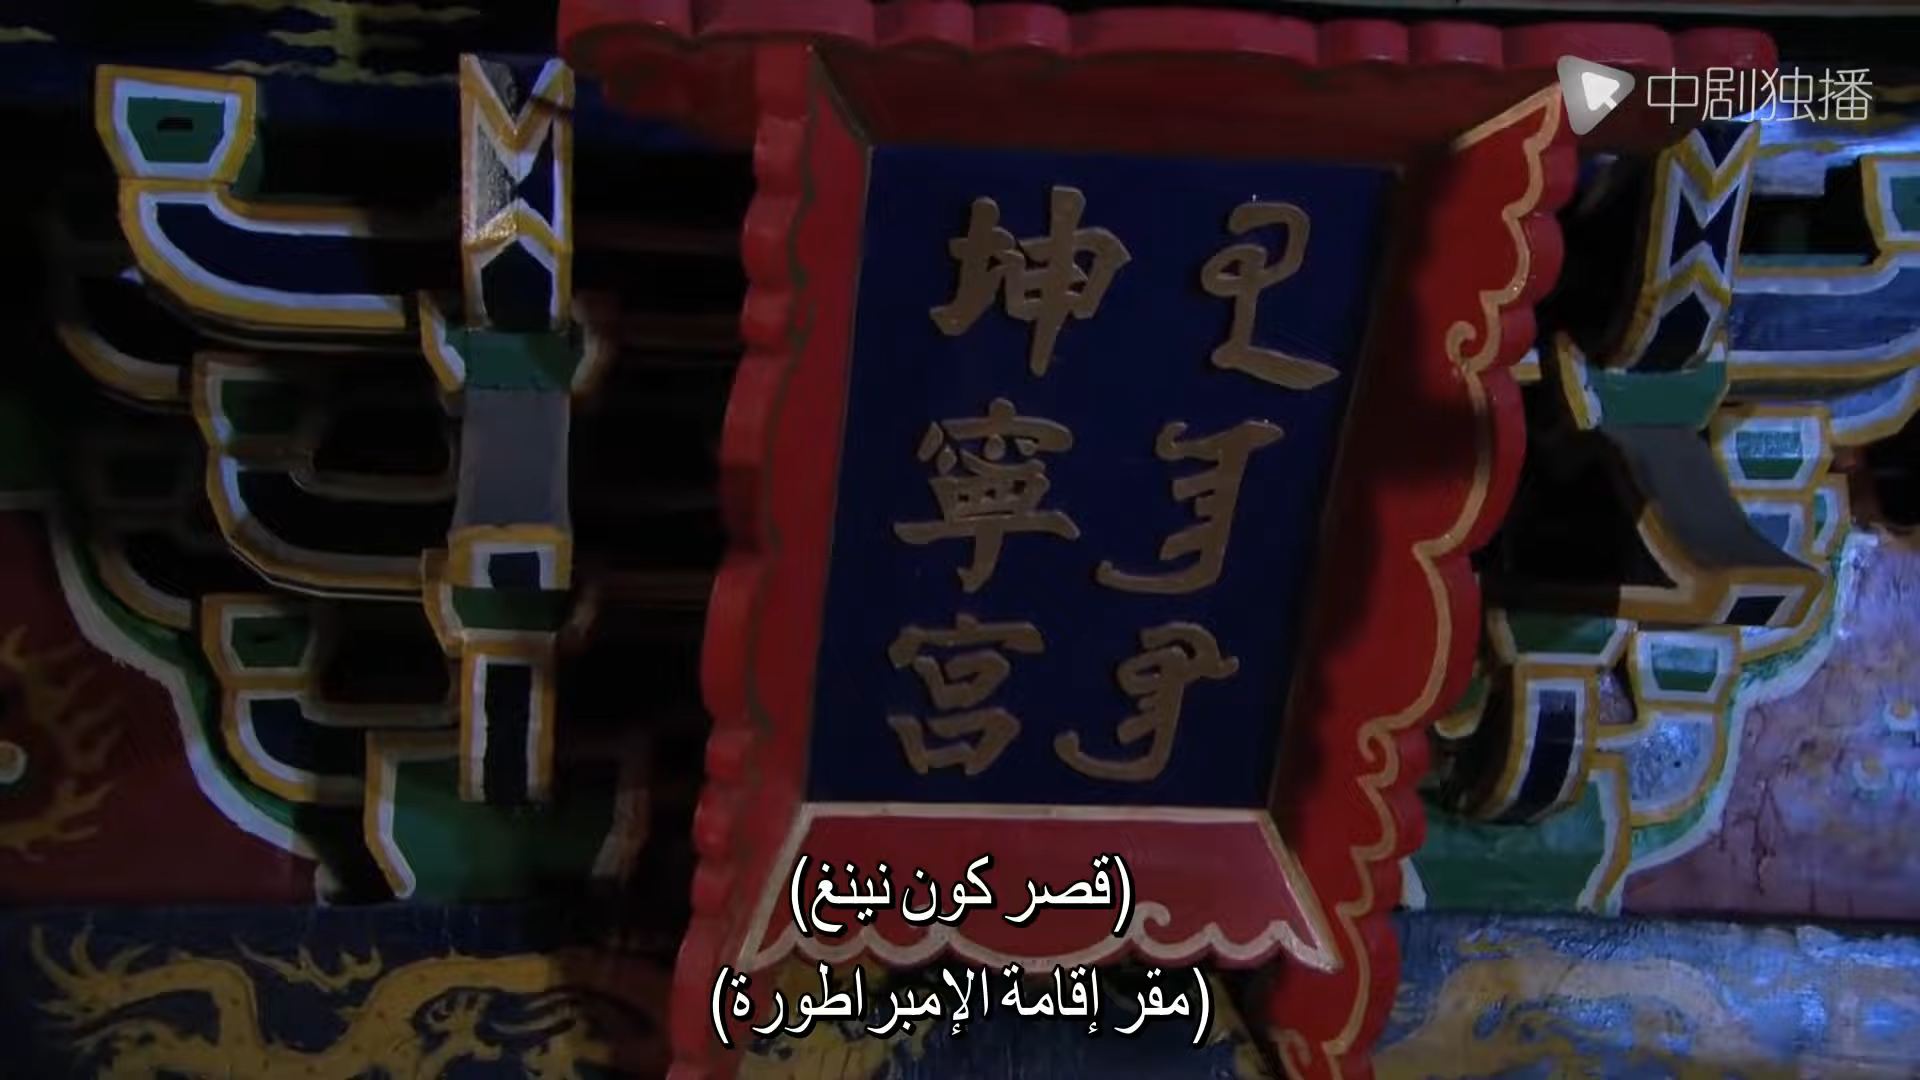 中剧独播
坤寧宮
(قصر كون نينغ)
(مقر إقامة الإمبراطورة)